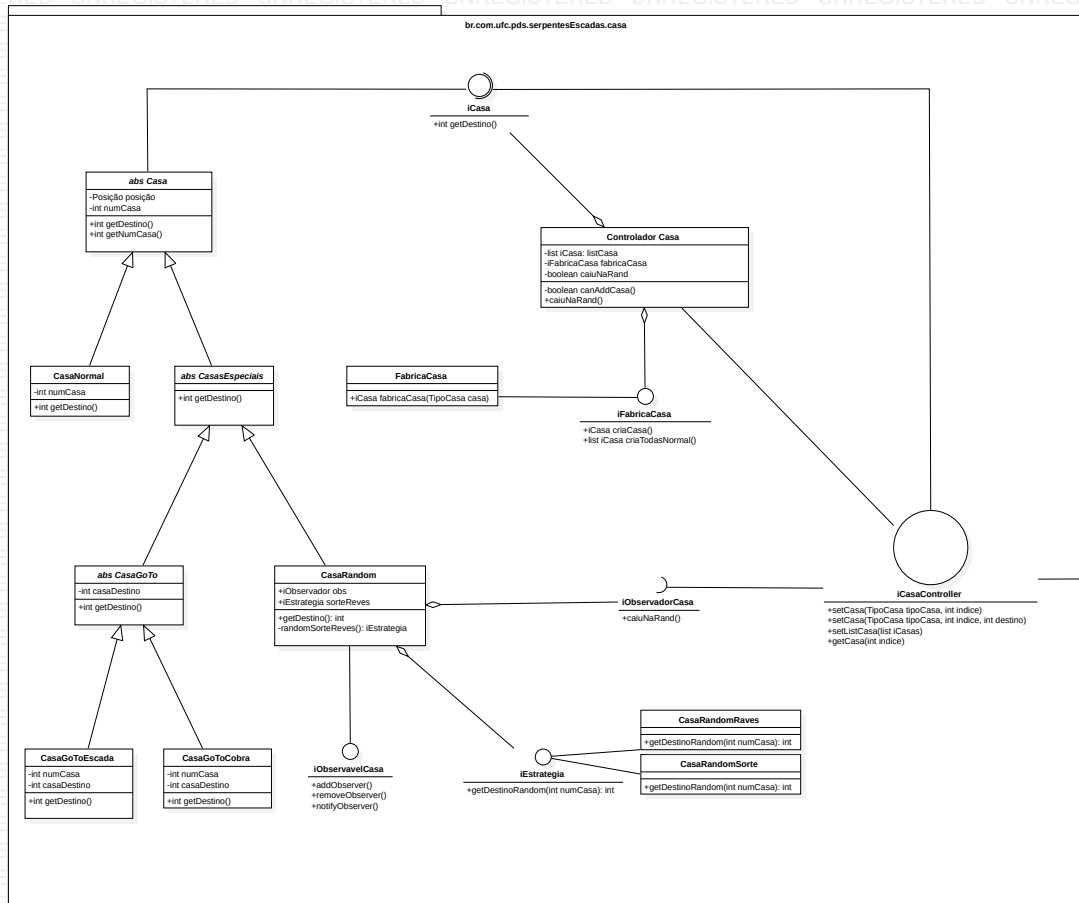 UNREGISTERED UNREGISTERED UNREGISTERED UNREGISTERED UNREGISTERED
br.com.ufc.pds.serpentesEscadas.casa
iCasa
+int getDestino()
abs Casa
-Posição posição
-int numCasa
+int getDestino()
+int getNumCasa()
Controlador Casa
-list iCasa: listCasa
-iFabricaCasa fabricaCasa
-boolean caiuNaRand
-boolean canAddCasa()
+caiuNaRand()
CasaNormal
-int numCasa
+int getDestino()
abs CasasEspeciais
+int getDestino()
FabricaCasa
+iCasa fabricaCasa(TipoCasa casa)
iFabricaCasa
+iCasa criaCasa()
+list iCasa criaTodasNormal()
abs CasaGoTo
-int casaDestino
+int getDestino()
CasaRandom
+iObservador obs
+iEstrategia sorteReves
+getDestino(): int
-randomSorteReves(): iEstrategia
iObservadorCasa
+caiuNaRand()
iCasaController
+setCasa(TipoCasa tipoCasa, int indice)
+setCasa(TipoCasa tipoCasa, int indice, int destino)
+setListCasa(list iCasas)
+getCasa(int indice)
CasaGoToEscada
-int numCasa
-int casaDestino
+int getDestino()
CasaGoToCobra
-int numCasa
-int casaDestino
+int getDestino()
iObservavelCasa
+addObserver()
+removeObserver()
+notifyObserver()
iEstrategia
+getDestinoRandom(int numCasa): int
CasaRandomRaves
+getDestinoRandom(int numCasa): int
CasaRandomSorte
+getDestinoRandom(int numCasa): int